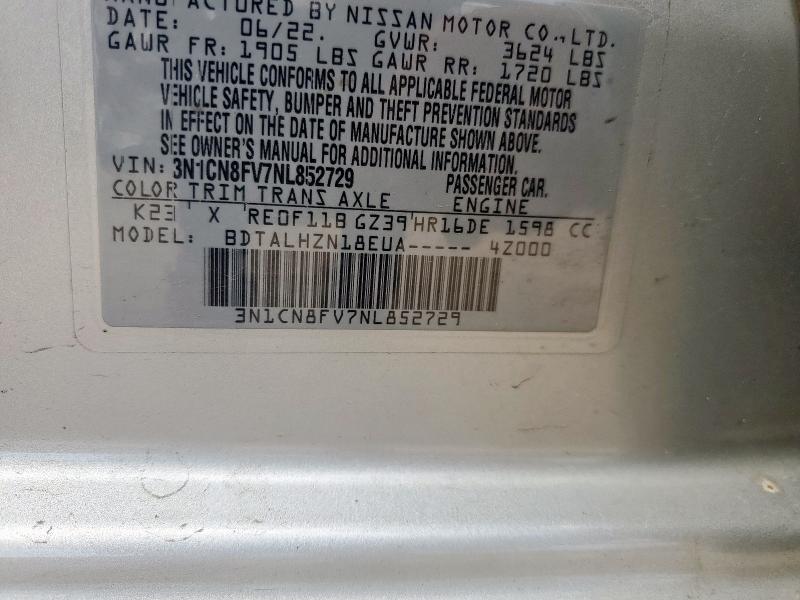 MANUFACTURED BY NISSAN MOTOR CO.,LTD.
DATE: 06/22. GVWR: 3624 LBS
GAWR FR: 1905 LBS GAWR RR: 1720 LBS
THIS VEHICLE CONFORMS TO ALL APPLICABLE FEDERAL MOTOR
VEHICLE SAFETY, BUMPER AND THEFT PREVENTION STANDARDS
IN EFFECT ON THE DATE OF MANUFACTURE SHOWN ABOVE.
SEE OWNER'S MANUAL FOR ADDITIONAL INFORMATION.
VIN: 3N1CN8FV7NL852729 PASSENGER CAR.
COLOR TRIM TRANS AXLE ENGINE
K23 X RE0F11B GZ39 HR16DE 1598 CC
MODEL: BDTALHZN18EUA----- 4Z000
3N1CN8FV7NL852729